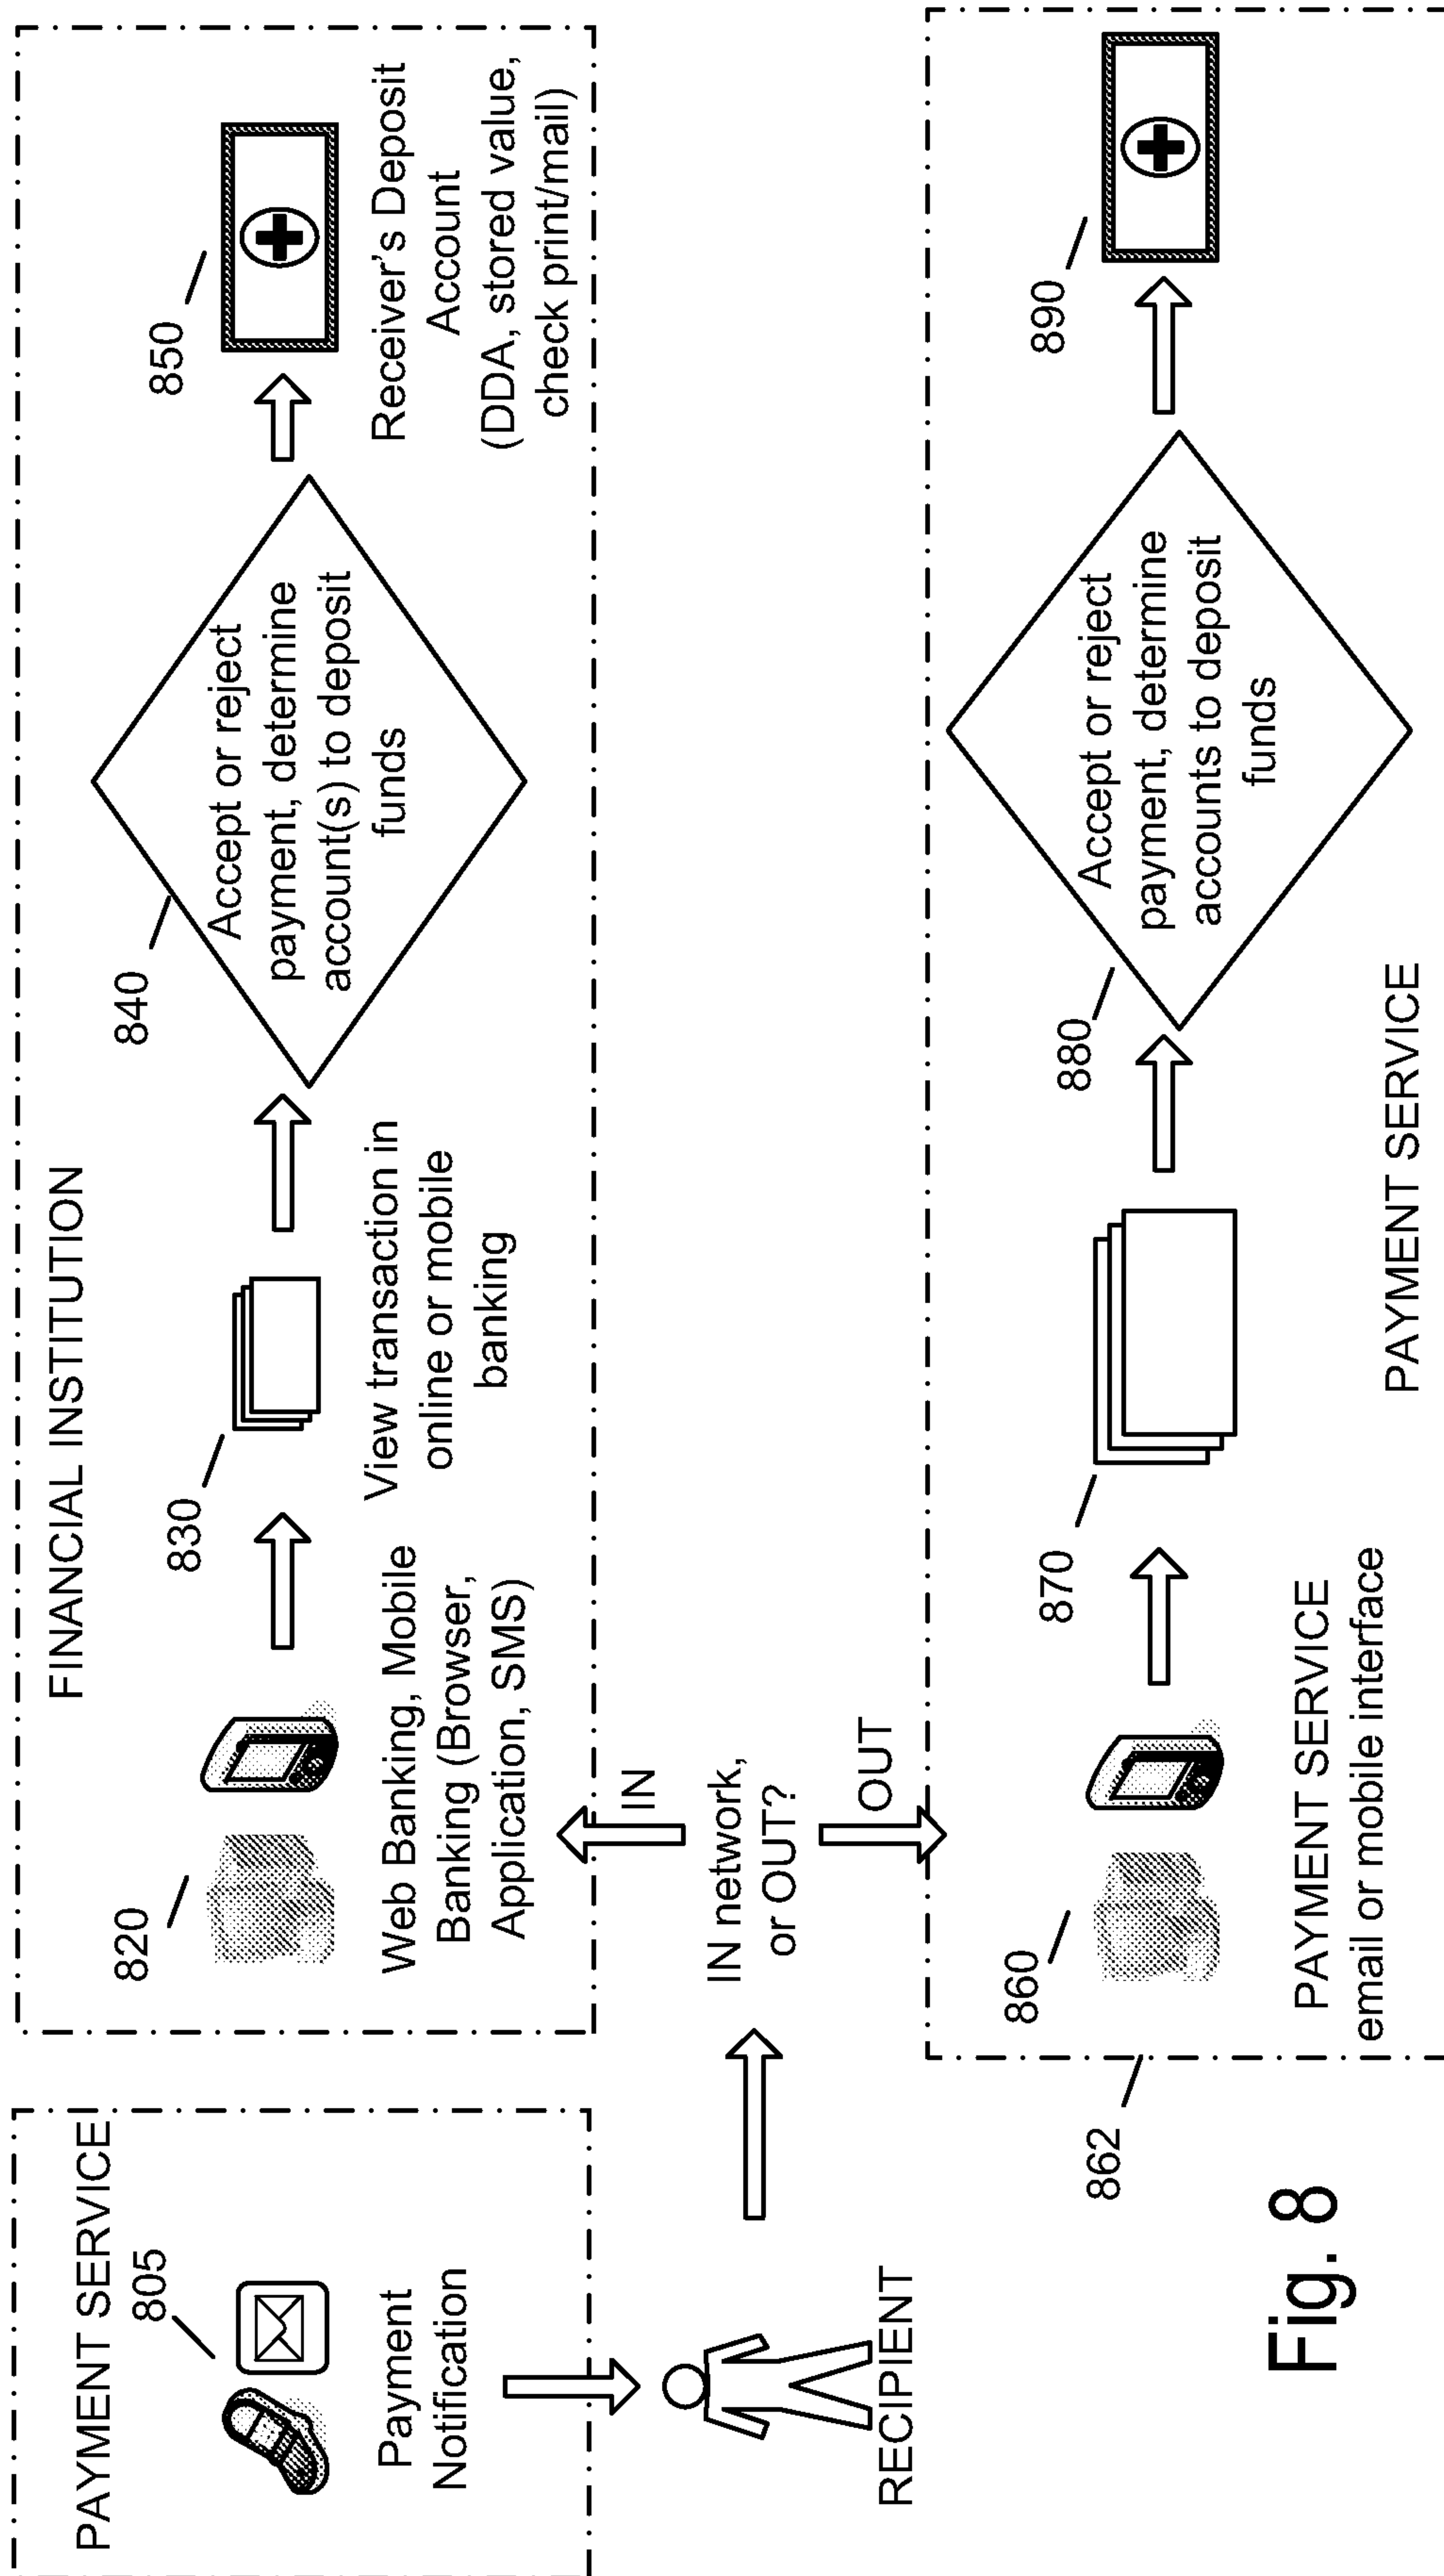 PAYMENT SERVICE
805
Payment
Notification
RECIPIENT
IN network,
or OUT?
IN
OUT
FINANCIAL INSTITUTION
820
Web Banking, Mobile
Banking (Browser,
Application, SMS)
830
View transaction in
online or mobile
banking
840
Accept or reject
payment, determine
account(s) to deposit
funds
850
Receiver's Deposit
Account
(DDA, stored value,
check print/mail)
862
860
PAYMENT SERVICE
email or mobile interface
870
880
Accept or reject
payment, determine
accounts to deposit
funds
890
PAYMENT SERVICE
Fig. 8